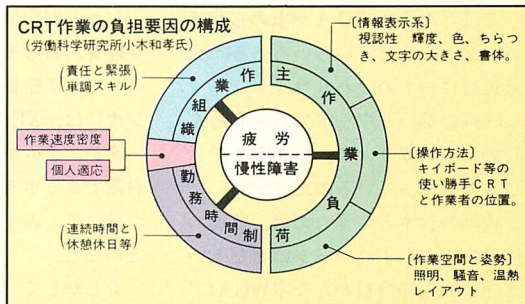 CRT作業の負担要因の構成
(労働科学研究所小木和孝氏)
(責任と緊張
単調スキル)
作業速度密度
個人適応
(連続時間と
休憩休日等)
作業組織
勤務時間制
主作業負荷
疲労
慢性障害
〔情報表示系〕
視認性 輝度、色、ちらつ
き、文字の大きさ、書体。
〔操作方法〕
キイボード等の
使い勝手CRT
と作業者の位置。
〔作業空間と姿勢〕
照明、騒音、温熱
レイアウト